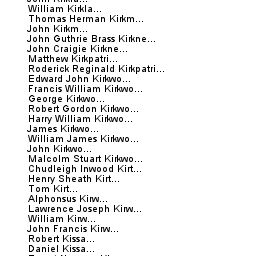 William Kirkla...
Thomas Herman Kirkm...
John Kirkm...
John Guthrie Brass Kirkne...
John Craigie Kirkne...
Matthew Kirkpatri...
Roderick Reginald Kirkpatri...
Edward John Kirkwo...
Francis William Kirkwo...
George Kirkwo...
Robert Gordon Kirkwo...
Harry William Kirkwo...
James Kirkwo...
William James Kirkwo...
John Kirkwo...
Malcolm Stuart Kirkwo...
Chudleigh Inwood Kirt...
Henry Sheath Kirt...
Tom Kirt...
Alphonsus Kirw...
Lawrence Joseph Kirw...
William Kirw...
John Francis Kirw...
Robert Kissa...
Daniel Kissa...